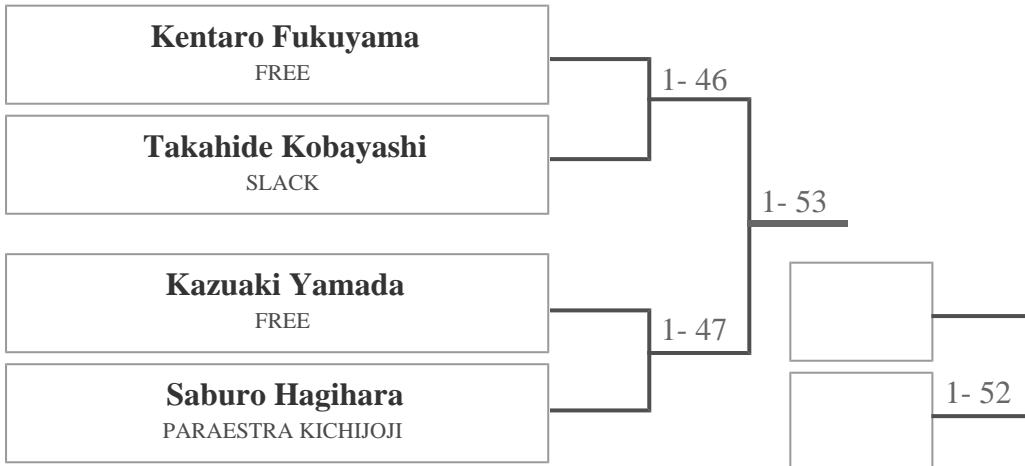 Kentaro Fukuyama
FREE
1- 46
Takahide Kobayashi
SLACK
1- 53
Kazuaki Yamada
FREE
1- 47
Saburo Hagihara
PARAESTRA KICHIJOJI
1- 52